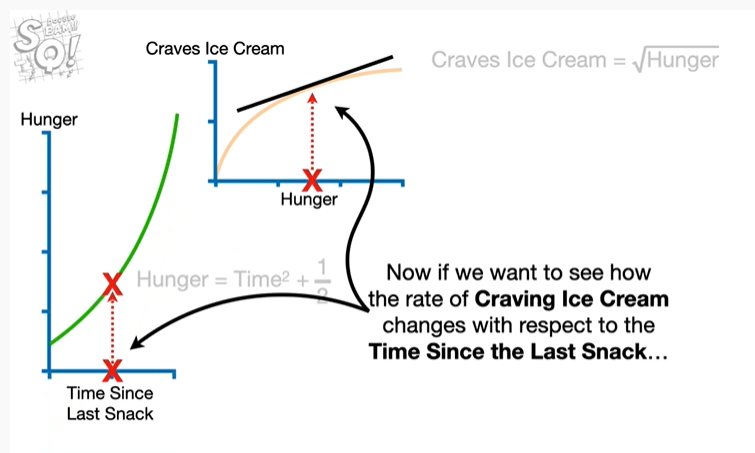 SQ!
Craves Ice Cream
Craves Ice Cream = √Hunger
Hunger
Hunger
Hunger = Time² + 1/2
Now if we want to see how
the rate of Craving Ice Cream
changes with respect to the
Time Since the Last Snack...
Time Since
Last Snack